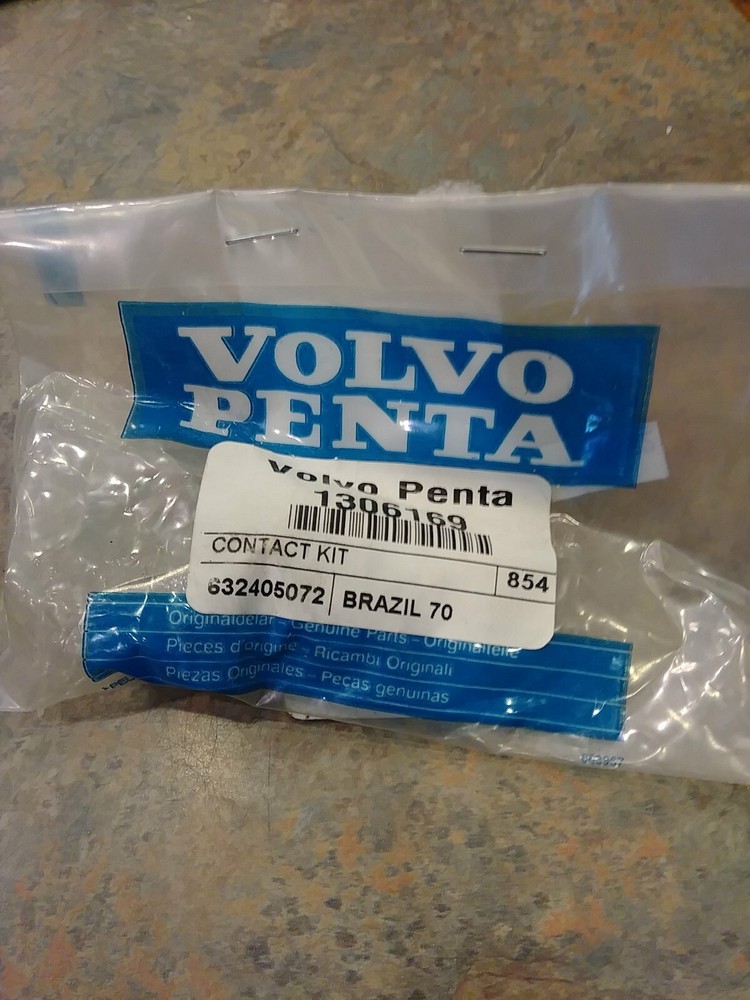 VOLVO
PENTA
Volvo Penta
1306169
CONTACT KIT
854
632405072
BRAZIL 70
Originaldelar - Genuine Parts - Originalteile
Pièces d'origine - Ricambi Originali
Piezas Originales - Peças genuinas